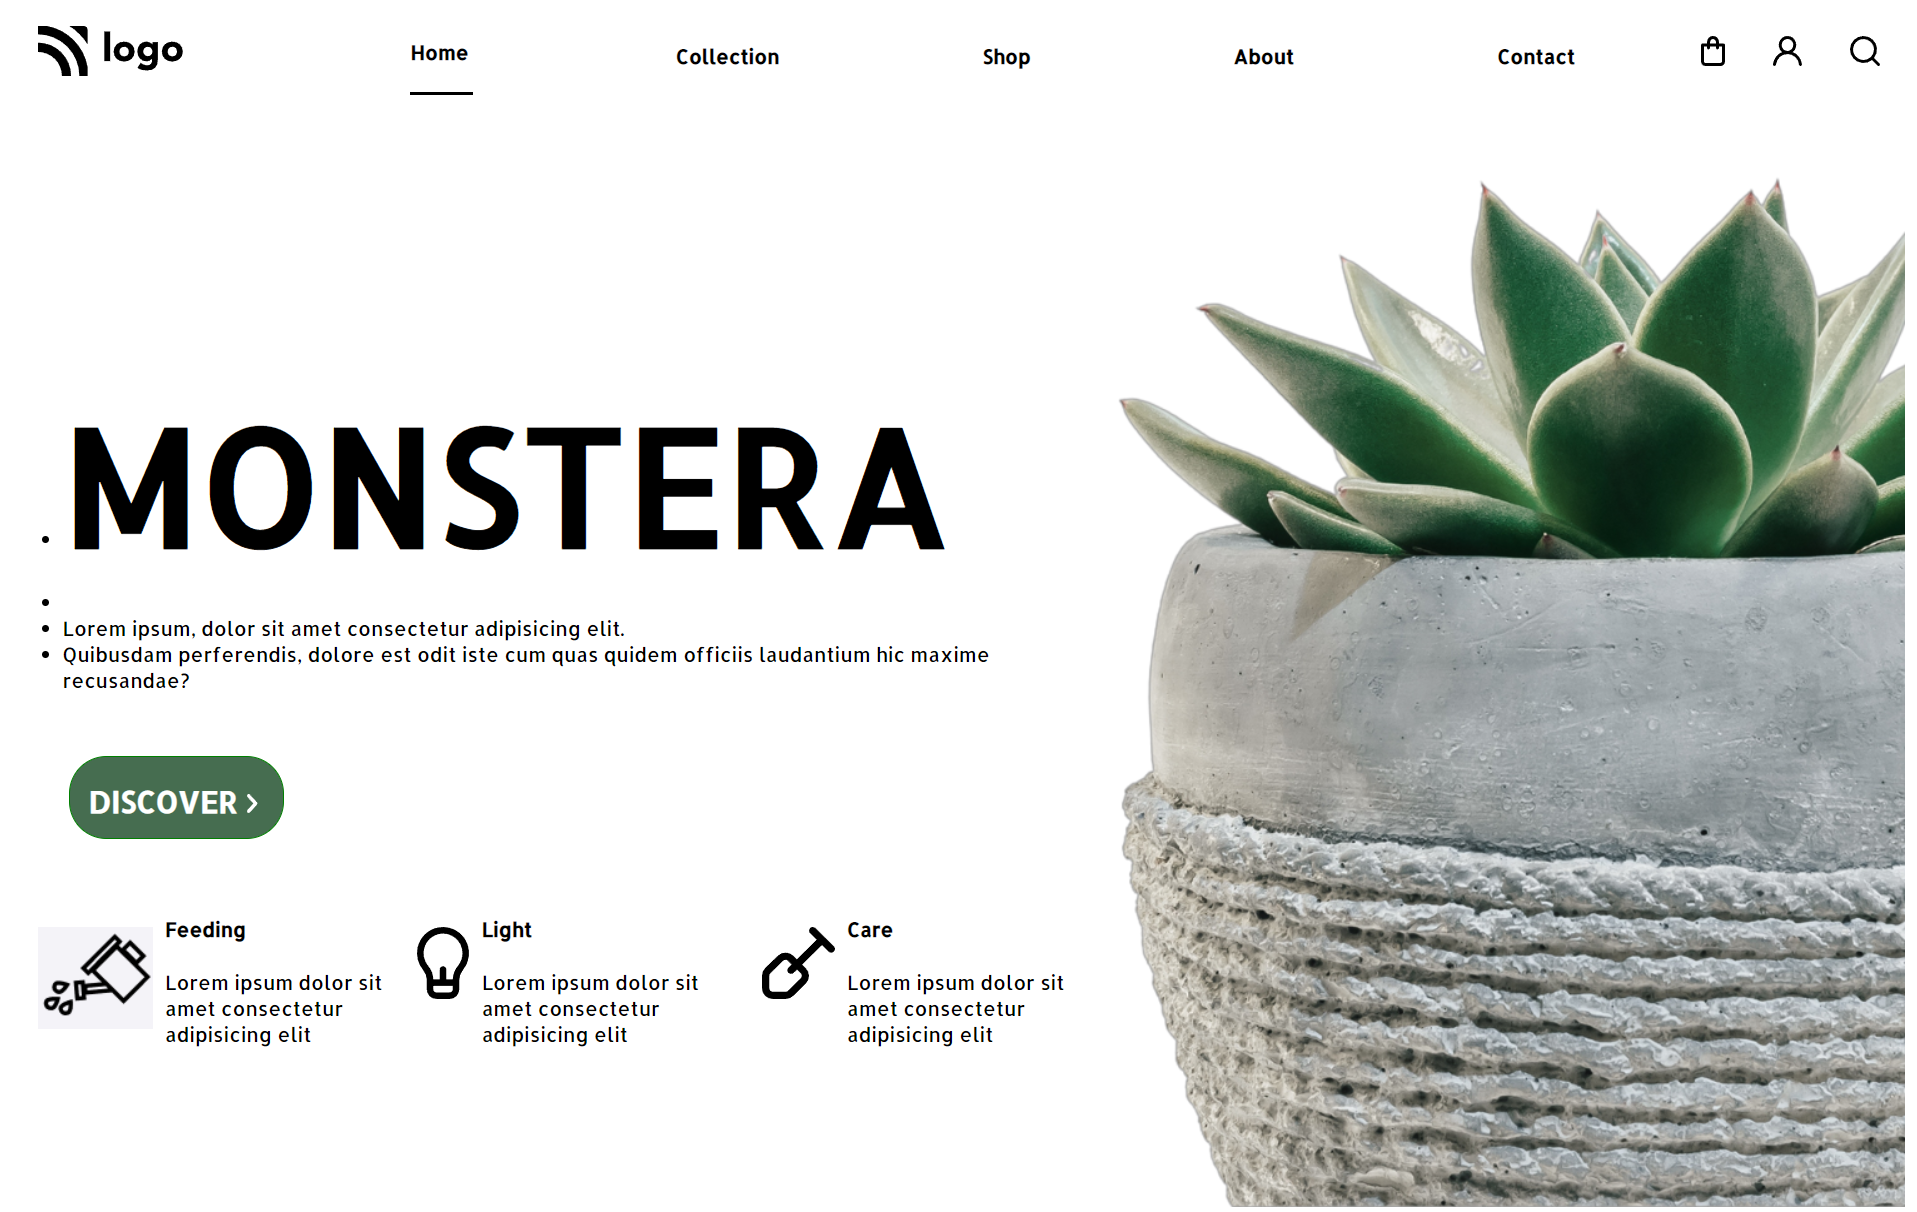 logo
Home
Collection
Shop
About
Contact
MONSTERA
Lorem ipsum, dolor sit amet consectetur adipisicing elit.
Quibusdam perferendis, dolore est odit iste cum quas quidem officiis laudantium hic maxime
recusandae?
DISCOVER >
Feeding
Lorem ipsum dolor sit
amet consectetur
adipisicing elit
Light
Lorem ipsum dolor sit
amet consectetur
adipisicing elit
Care
Lorem ipsum dolor sit
amet consectetur
adipisicing elit